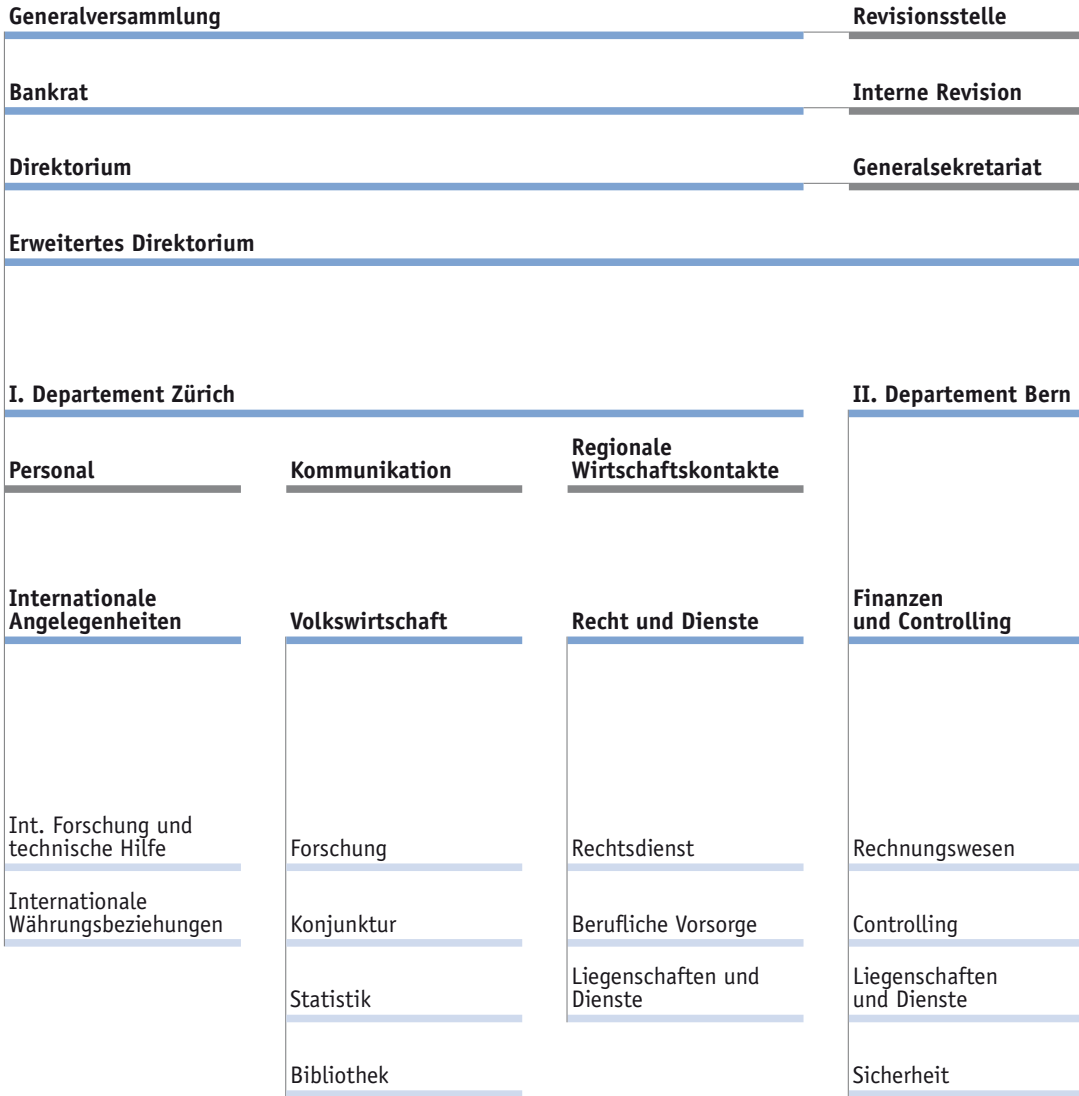 Generalversammlung
Revisionsstelle
Bankrat
Interne Revision
Direktorium
Generalsekretariat
Erweitertes Direktorium
I. Departement Zürich
II. Departement Bern
Personal
Kommunikation
Regionale
Wirtschaftskontakte
Internationale
Angelegenheiten
Volkswirtschaft
Recht und Dienste
Finanzen
und Controlling
Int. Forschung und
technische Hilfe
Forschung
Rechtsdienst
Rechnungswesen
Internationale
Währungsbeziehungen
Konjunktur
Berufliche Vorsorge
Controlling
Statistik
Liegenschaften und
Dienste
Liegenschaften
und Dienste
Bibliothek
Sicherheit